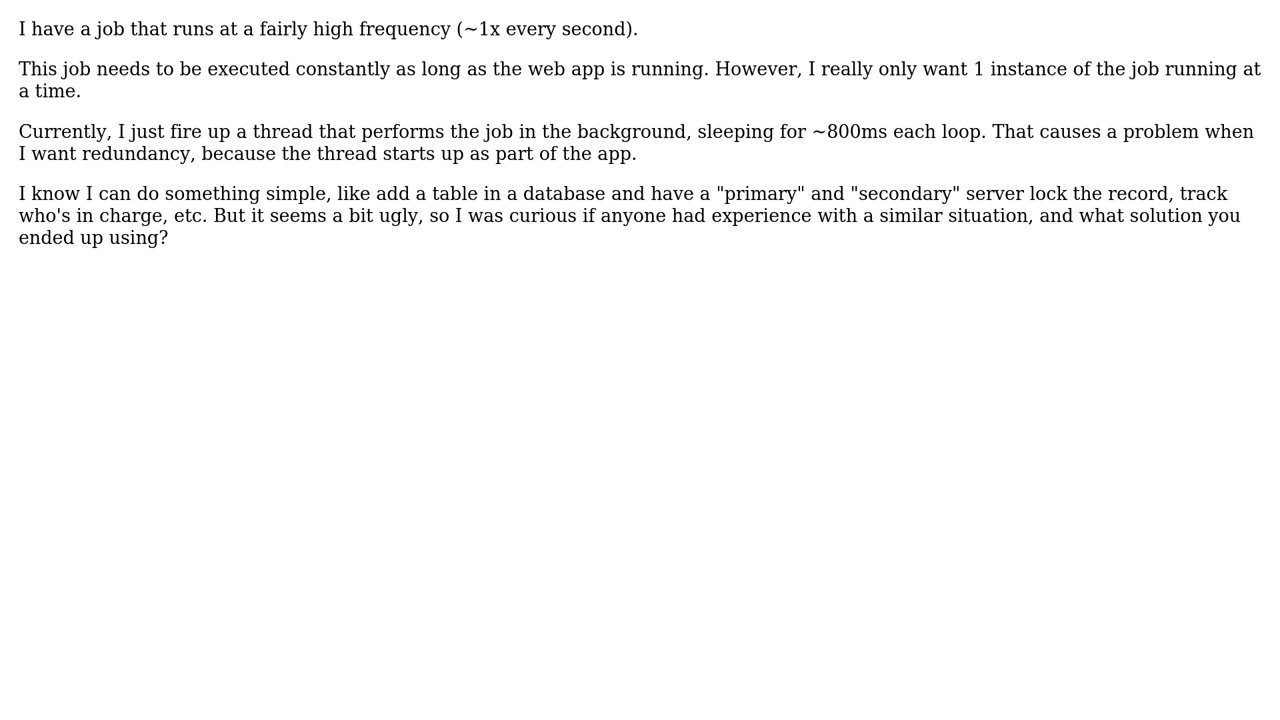 I have a job that runs at a fairly high frequency (~1x every second).
This job needs to be executed constantly as long as the web app is running. However, I really only want 1 instance of the job running at
a time.
Currently, I just fire up a thread that performs the job in the background, sleeping for ~800ms each loop. That causes a problem when
I want redundancy, because the thread starts up as part of the app.
I know I can do something simple, like add a table in a database and have a "primary" and "secondary" server lock the record, track
who's in charge, etc. But it seems a bit ugly, so I was curious if anyone had experience with a similar situation, and what solution you
ended up using?